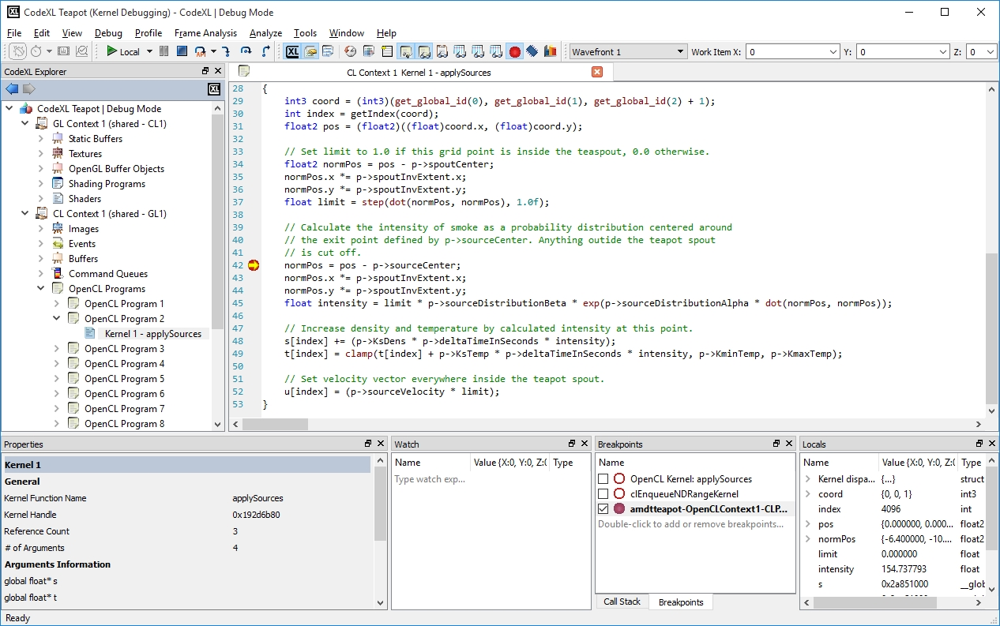 CodeXL Teapot (Kernel Debugging) - CodeXL | Debug Mode
File Edit View Debug Profile Frame Analysis Analyze Tools Window Help
Local API XL Wavefront 1 Work Item X: 0 Y: 0 Z: 0
CodeXL Explorer
XL
CodeXL Teapot | Debug Mode
GL Context 1 (shared - CL1)
Static Buffers
Textures
OpenGL Buffer Objects
Shading Programs
Shaders
CL Context 1 (shared - GL1)
Images
Events
Buffers
Command Queues
OpenCL Programs
OpenCL Program 1
OpenCL Program 2
Kernel 1 - applySources
OpenCL Program 3
OpenCL Program 4
OpenCL Program 5
OpenCL Program 6
OpenCL Program 7
OpenCL Program 8
CL Context 1 Kernel 1 - applySources
28 {
29 int3 coord = (int3)(get_global_id(0), get_global_id(1), get_global_id(2) + 1);
30 int index = getIndex(coord);
31 float2 pos = (float2)((float)coord.x, (float)coord.y);
32
33 // Set limit to 1.0 if this grid point is inside the teaspout, 0.0 otherwise.
34 float2 normPos = pos - p->spoutCenter;
35 normPos.x *= p->spoutInvExtent.x;
36 normPos.y *= p->spoutInvExtent.y;
37 float limit = step(dot(normPos, normPos), 1.0f);
38
39 // Calculate the intensity of smoke as a probability distribution centered around
40 // the exit point defined by p->sourceCenter. Anything outide the teapot spout
41 // is cut off.
42 normPos = pos - p->sourceCenter;
43 normPos.x *= p->spoutInvExtent.x;
44 normPos.y *= p->spoutInvExtent.y;
45 float intensity = limit * p->sourceDistributionBeta * exp(p->sourceDistributionAlpha * dot(normPos, normPos));
46
47 // Increase density and temperature by calculated intensity at this point.
48 s[index] += (p->KsDens * p->deltaTimeInSeconds * intensity);
49 t[index] = clamp(t[index] + p->KsTemp * p->deltaTimeInSeconds * intensity, p->KminTemp, p->KmaxTemp);
50
51 // Set velocity vector everywhere inside the teapot spout.
52 u[index] = (p->sourceVelocity * limit);
53 }
Properties
Kernel 1
General
Kernel Function Name applySources
Kernel Handle 0x192d6b80
Reference Count 3
# of Arguments 4
Arguments Information
global float* s
global float* t
Watch
Name Value {X:0, Y:0, Z:0 Type
Type watch exp...
Breakpoints
Name
OpenCL Kernel: applySources
clEnqueueNDRangeKernel
amdtteapot-OpenCLContext1-CLP...
Double-click to add or remove breakpoints...
Call Stack Breakpoints
Locals
Name Value {X:0, Y:0, Z:0 Type
Kernel dispa... {...} struct
coord {0, 0, 1} int3
index 4096 int
pos {0.000000, 0.000... float2
normPos {-6.400000, -10.... float2
limit 0.000000 float
intensity 154.737793 float
s 0x2a851000 __glob
Ready